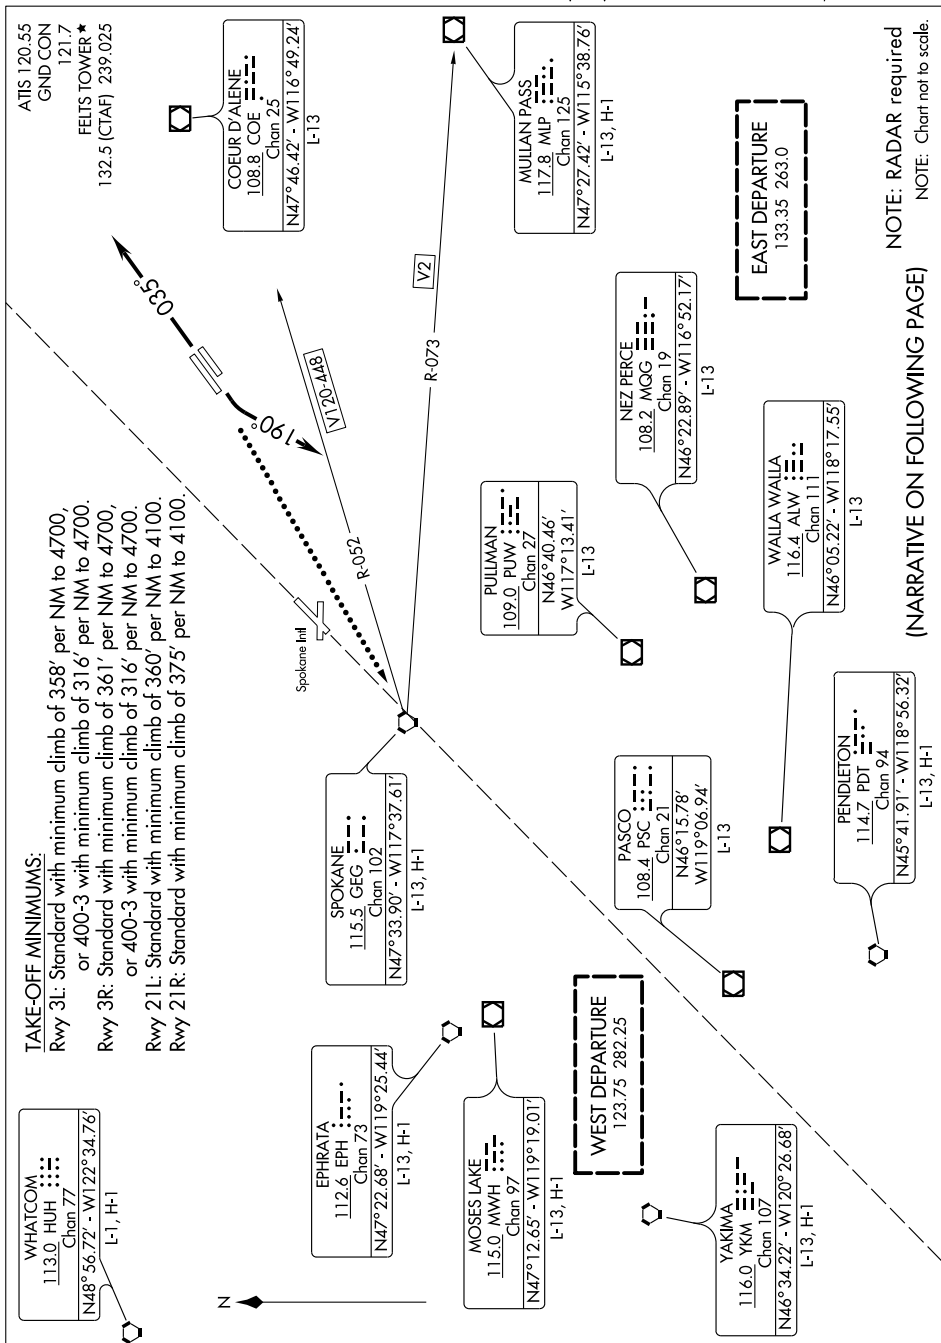 ATIS 120.55
GND CON
121.7
FELTS TOWER★
132.5 (CTAF) 239.025
TAKE-OFF MINIMUMS:
Rwy 3L: Standard with minimum climb of 358' per NM to 4700,
or 400-3 with minimum climb of 316' per NM to 4700.
Rwy 3R: Standard with minimum climb of 361' per NM to 4700,
or 400-3 with minimum climb of 316' per NM to 4700.
Rwy 21L: Standard with minimum climb of 360' per NM to 4100.
Rwy 21R: Standard with minimum climb of 375' per NM to 4100.
WHATCOM
113.0 HUH
Chan 77
N48°56.72' - W122°34.76'
L-1, H-1
COEUR D'ALENE
108.8 COE
Chan 25
N47°46.42' - W116°49.24'
L-13
035°
190°
V120-448
R-052
Spokane Intl
SPOKANE
115.5 GEG
Chan 102
N47°33.90' - W117°37.61'
L-13, H-1
V2
R-073
MULLAN PASS
117.8 MLP
Chan 125
N47°27.42' - W115°38.76'
L-13, H-1
EPHRATA
112.6 EPH
Chan 73
N47°22.68' - W119°25.44'
L-13, H-1
N
MOSES LAKE
115.0 MWH
Chan 97
N47°12.65' - W119°19.01'
L-13, H-1
PULLMAN
109.0 PUW
Chan 27
N46°40.46'
W117°13.41'
L-13
NEZ PERCE
108.2 MQG
Chan 19
N46°22.89' - W116°52.17'
L-13
WEST DEPARTURE
123.75 282.25
PASCO
108.4 PSC
Chan 21
N46°15.78'
W119°06.94'
L-13
EAST DEPARTURE
133.35 263.0
YAKIMA
116.0 YKM
Chan 107
N46°34.22' - W120°26.68'
L-13, H-1
WALLA WALLA
116.4 ALW
Chan 111
N46°05.22' - W118°17.55'
L-13
PENDLETON
114.7 PDT
Chan 94
N45°41.91' - W118°56.32'
L-13, H-1
(NARRATIVE ON FOLLOWING PAGE)
NOTE: RADAR required
NOTE: Chart not to scale.